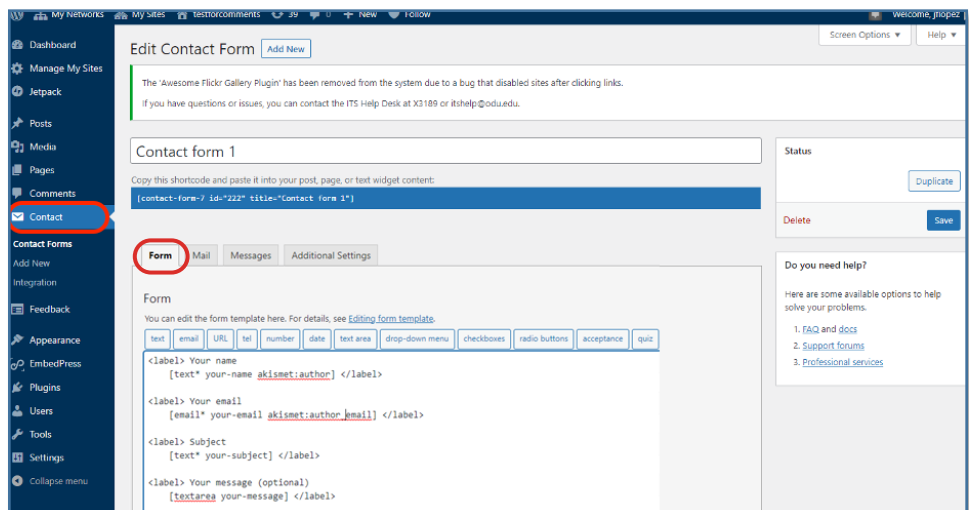 My Networks My Sites testforcomments 39 0 New Follow Welcome, jhopez
Screen Options ▼ Help ▼
Dashboard
Manage My Sites
Jetpack
Posts
Media
Pages
Comments
Contact
Contact Forms
Add New
Integration
Feedback
Appearance
EmbedPress
Plugins
Users
Tools
Settings
Collapse menu
Edit Contact Form Add New
The 'Awesome Flickr Gallery Plugin' has been removed from the system due to a bug that disabled sites after clicking links.
If you have questions or issues, you can contact the ITS Help Desk at X3189 or itshelp@odu.edu.
Contact form 1
Copy this shortcode and paste it into your post, page, or text widget content:
[contact-form-7 id="222" title="Contact form 1"]
Form Mail Messages Additional Settings
Form
You can edit the form template here. For details, see Editing form template.
text email URL tel number date text area drop-down menu checkboxes radio buttons acceptance quiz
<label> Your name
[text* your-name akismet:author] </label>
<label> Your email
[email* your-email akismet:author_email] </label>
<label> Subject
[text* your-subject] </label>
<label> Your message (optional)
[textarea your-message] </label>
Status
Duplicate
Delete Save
Do you need help?
Here are some available options to help
solve your problems.
1. FAQ and docs
2. Support forums
3. Professional services